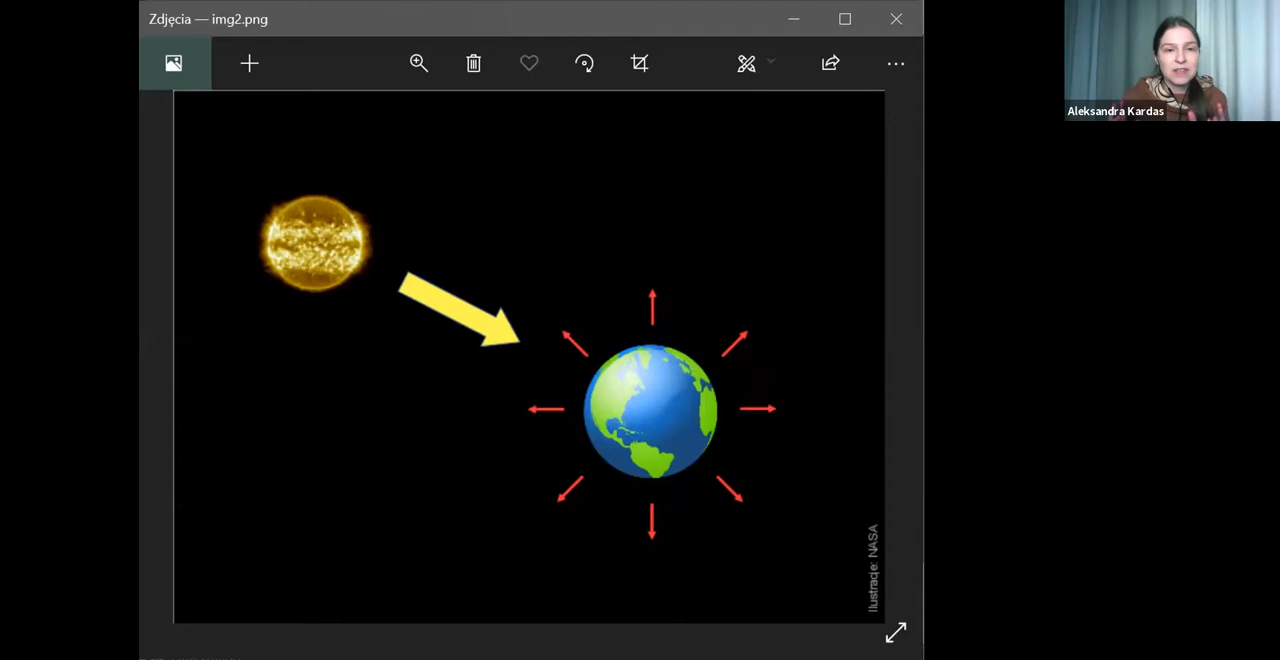 Zdjęcia — img2.png
Aleksandra Kardas
Ilustracje: NASA